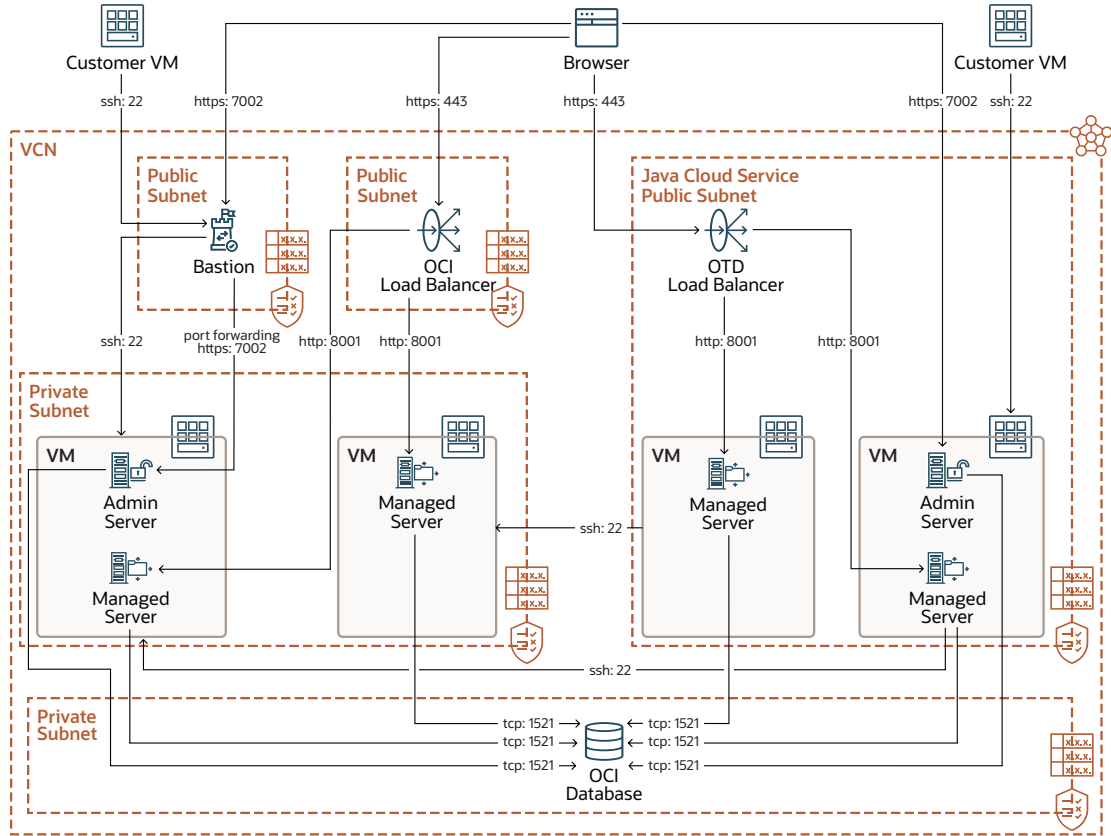 Customer VM
Browser
Customer VM
ssh: 22
https: 7002
https: 443
https: 443
https: 7002
ssh: 22
VCN
Public
Subnet
Public
Subnet
Java Cloud Service
Public Subnet
Bastion
OCI
Load Balancer
OTD
Load Balancer
x.x.x.
x.x.x.
x.x.x.
x.x.x.
x.x.x.
x.x.x.
ssh: 22
port forwarding
https: 7002
http: 8001
http: 8001
http: 8001
http: 8001
Private
Subnet
VM
VM
VM
VM
Admin
Server
Managed
Server
Managed
Server
Admin
Server
ssh: 22
Managed
Server
Managed
Server
x.x.x.
x.x.x.
x.x.x.
x.x.x.
x.x.x.
x.x.x.
ssh: 22
Private
Subnet
tcp: 1521
tcp: 1521
tcp: 1521
tcp: 1521
tcp: 1521
tcp: 1521
OCI
Database
x.x.x.
x.x.x.
x.x.x.